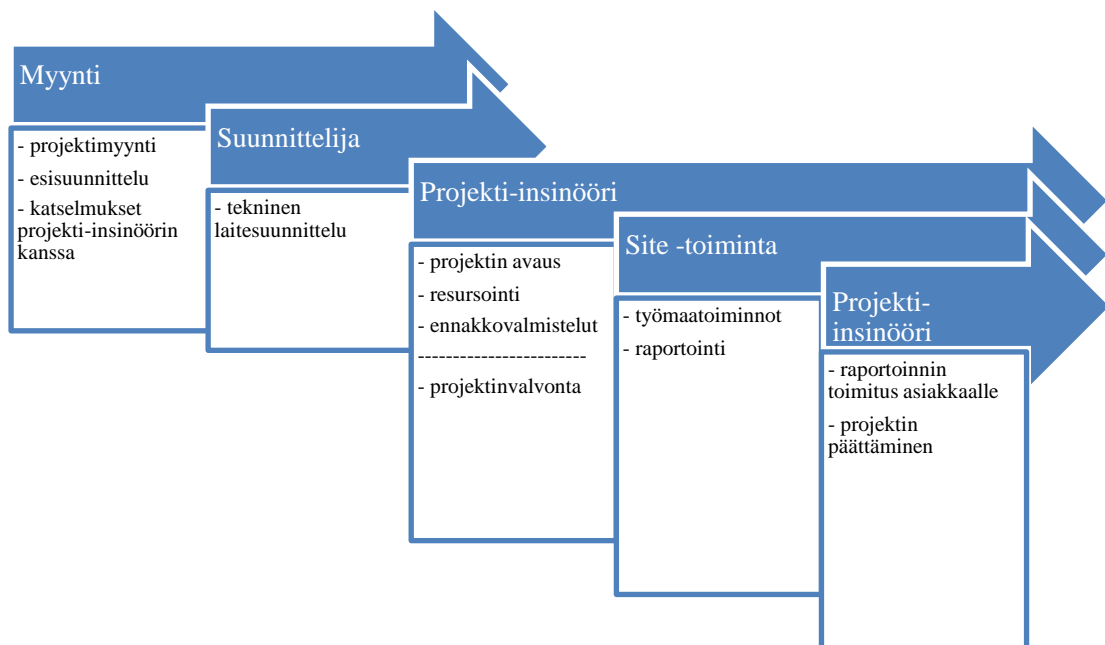 Myynti
- projektimyynti
- esisuunnittelu
- katselmukset
projekti-insinöörin
kanssa
Suunnittelija
- tekninen
laitesuunnittelu
Projekti-insinööri
- projektin avaus
- resursointi
- ennakkovalmistelut
------------------------
- projektinvalvonta
Site -toiminta
- työmaatoiminnot
- raportointi
Projekti-
insinööri
- raportoinnin
toimitus asiakkaalle
- projektin
päättäminen